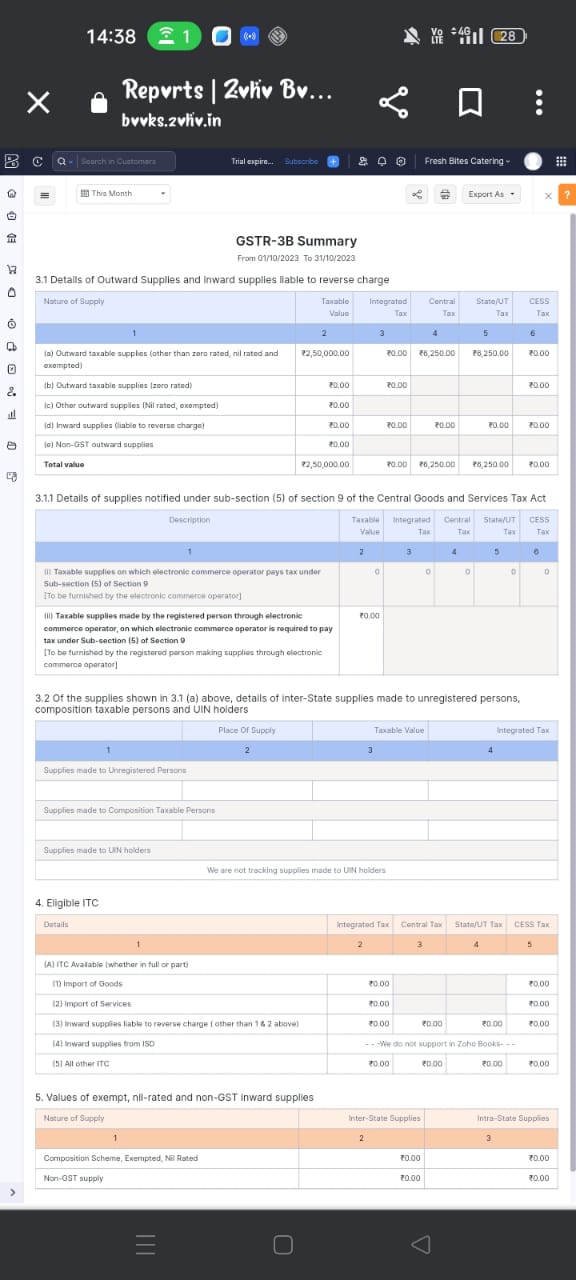 14:38 1 Vo LTE 4G 28
Reports | Zoho Bo...
books.zoho.in
Search in Customers Trial expire... Subscribe Fresh Bites Catering
This Month Export As ?
GSTR-3B Summary
From 01/10/2023 To 31/10/2023
3.1 Details of Outward Supplies and inward supplies liable to reverse charge
Nature of Supply Taxable Value Integrated Tax Central Tax State/UT Tax CESS Tax
1 2 3 4 5 6
(a) Outward taxable supplies (other than zero rated, nil rated and exempted) ₹2,50,000.00 ₹0.00 ₹6,250.00 ₹6,250.00 ₹0.00
(b) Outward taxable supplies (zero rated) ₹0.00 ₹0.00 ₹0.00
(c) Other outward supplies (Nil rated, exempted) ₹0.00
(d) Inward supplies (liable to reverse charge) ₹0.00 ₹0.00 ₹0.00 ₹0.00 ₹0.00
(e) Non-GST outward supplies ₹0.00
Total value ₹2,50,000.00 ₹0.00 ₹6,250.00 ₹6,250.00 ₹0.00
3.1.1 Details of supplies notified under sub-section (5) of section 9 of the Central Goods and Services Tax Act
Description Taxable Value Integrated Tax Central Tax State/UT Tax CESS Tax
1 2 3 4 5 6
(i) Taxable supplies on which electronic commerce operator pays tax under 0 0 0 0 0
Sub-section (5) of Section 9
[To be furnished by the electronic commerce operator]
(ii) Taxable supplies made by the registered person through electronic ₹0.00
commerce operator, on which electronic commerce operator is required to pay
tax under Sub-section (5) of Section 9
[To be furnished by the registered person making supplies through electronic
commerce operator]
3.2 Of the supplies shown in 3.1 (a) above, details of inter-State supplies made to unregistered persons,
composition taxable persons and UIN holders
Place Of Supply Taxable Value Integrated Tax
1 2 3 4
Supplies made to Unregistered Persons
Supplies made to Composition Taxable Persons
Supplies made to UIN holders
We are not tracking supplies made to UIN holders
4. Eligible ITC
Details Integrated Tax Central Tax State/UT Tax CESS Tax
1 2 3 4 5
(A) ITC Available (whether in full or part)
(1) Import of Goods ₹0.00 ₹0.00
(2) Import of Services ₹0.00 ₹0.00
(3) Inward supplies liable to reverse charge ( other than 1 & 2 above) ₹0.00 ₹0.00 ₹0.00 ₹0.00
(4) Inward supplies from ISD - - -We do not support in Zoho Books- - -
(5) All other ITC ₹0.00 ₹0.00 ₹0.00 ₹0.00
5. Values of exempt, nil-rated and non-GST inward supplies
Nature of Supply Inter-State Supplies Intra-State Supplies
1 2 3
Composition Scheme, Exempted, Nil Rated ₹0.00 ₹0.00
Non-GST supply ₹0.00 ₹0.00